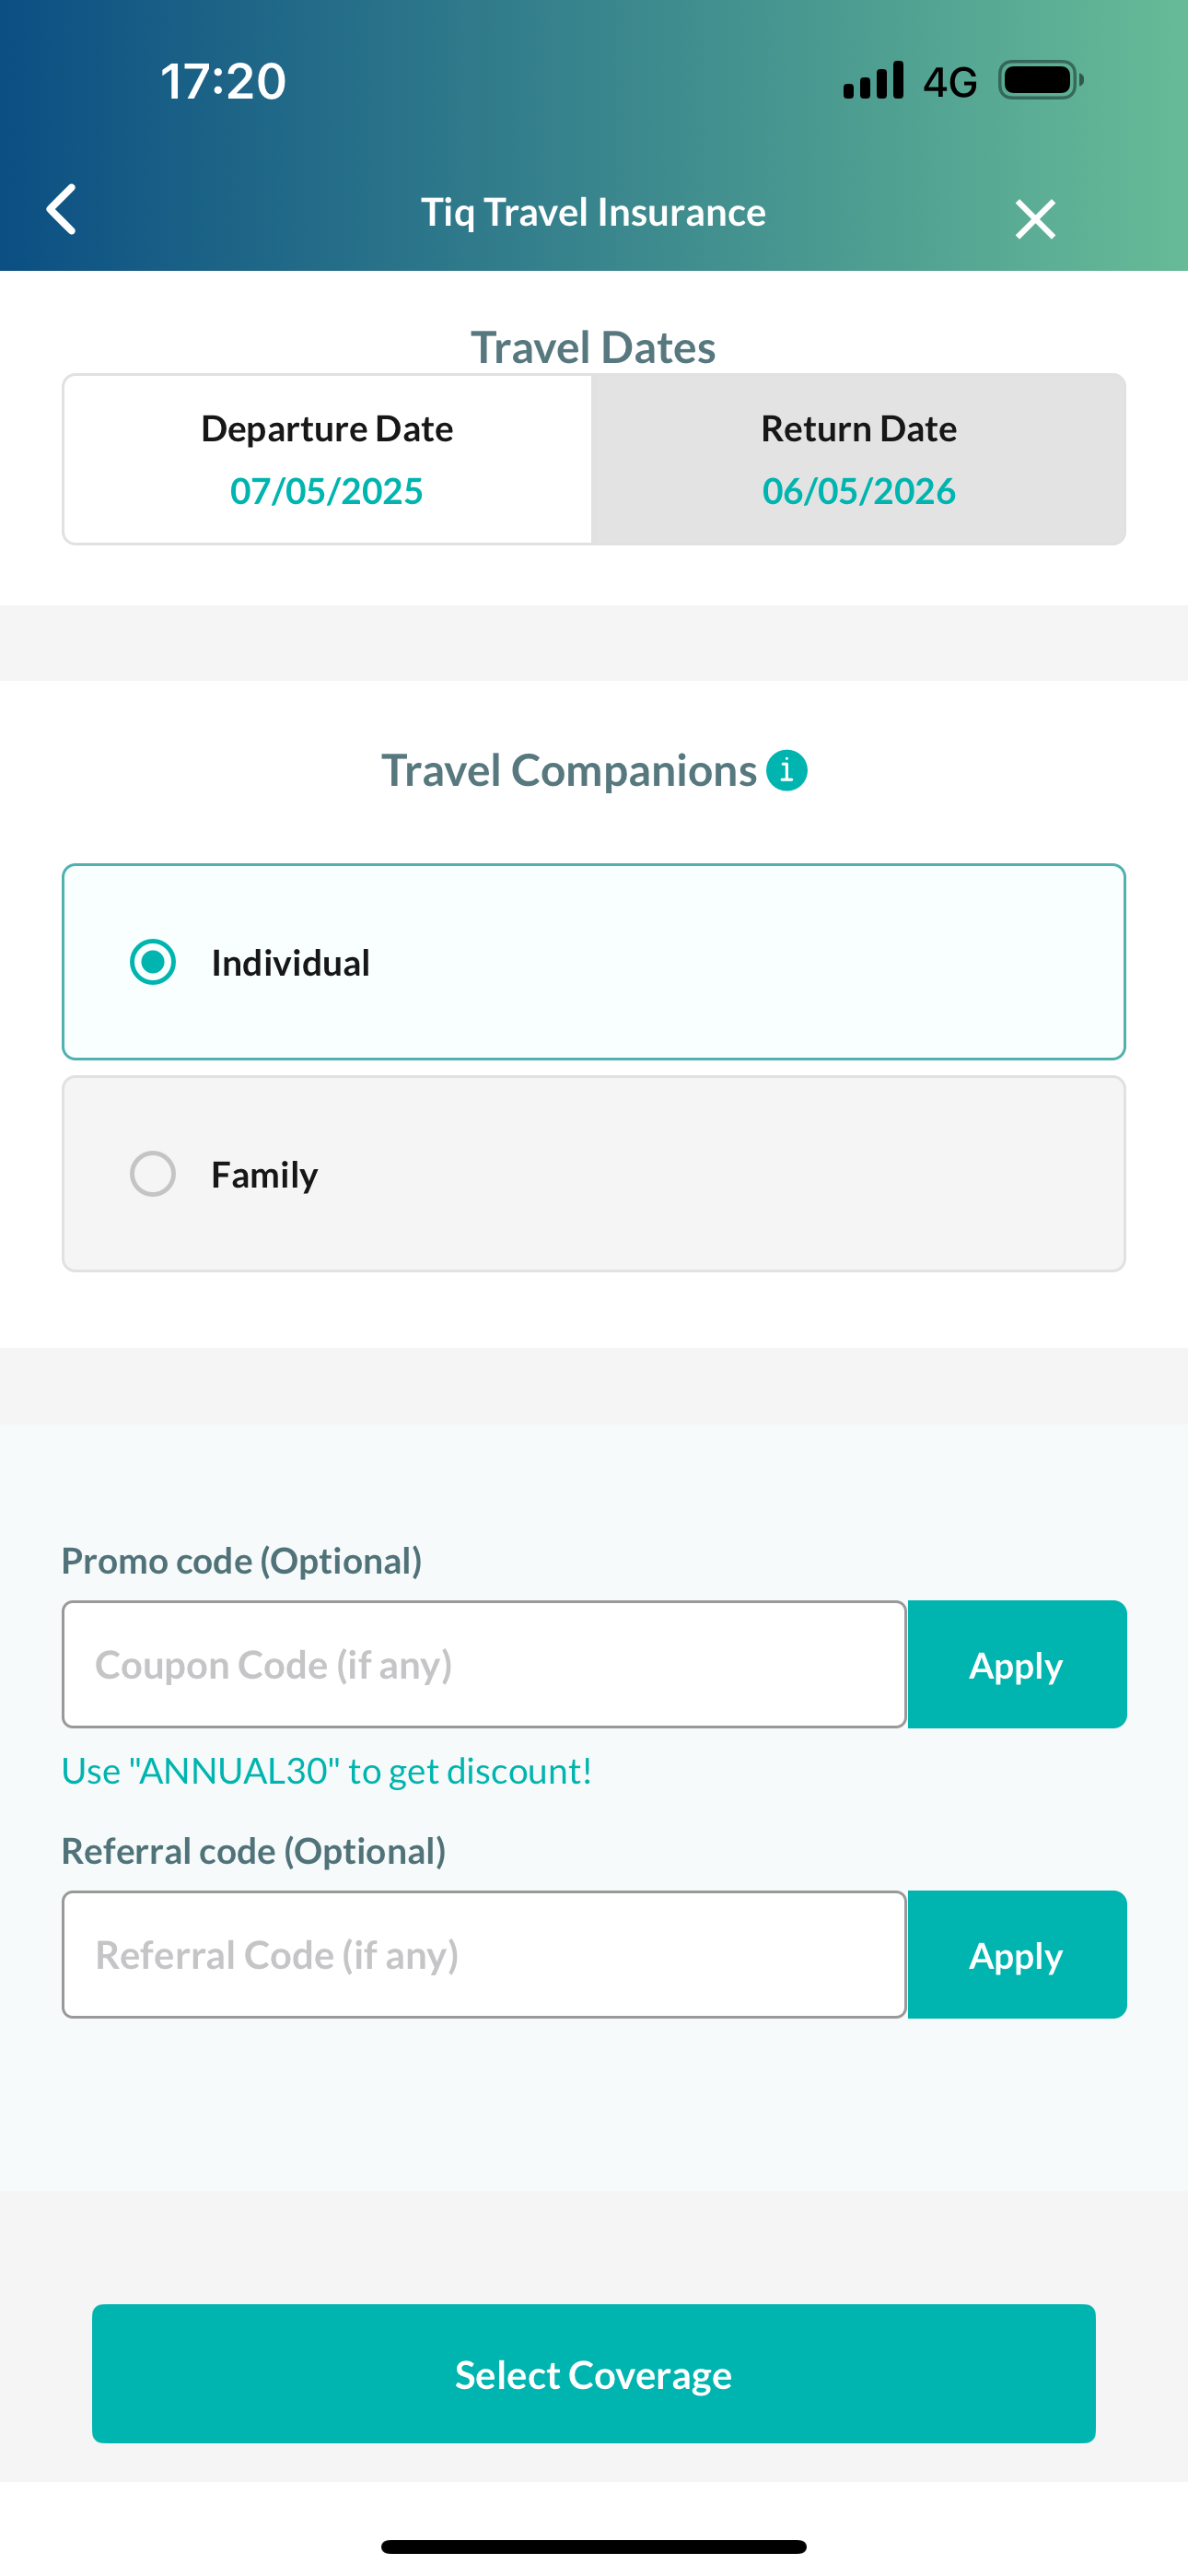 17:20
4G
Tiq Travel Insurance
Travel Dates
Departure Date
07/05/2025
Return Date
06/05/2026
Travel Companions i
Individual
Family
Promo code (Optional)
Coupon Code (if any)
Apply
Use "ANNUAL30" to get discount!
Referral code (Optional)
Referral Code (if any)
Apply
Select Coverage